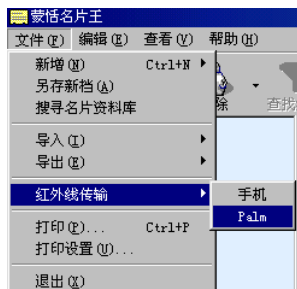 蒙恬名片王
文件(F) 编辑(E) 查看(V) 帮助(H)
新增(N) Ctrl+N
另存新档(A)
搜寻名片资料库
除 查找
导入(I)
导出(E)
红外线传输
手机
Palm
打印(P)... Ctrl+P
打印设置(U)...
退出(X)